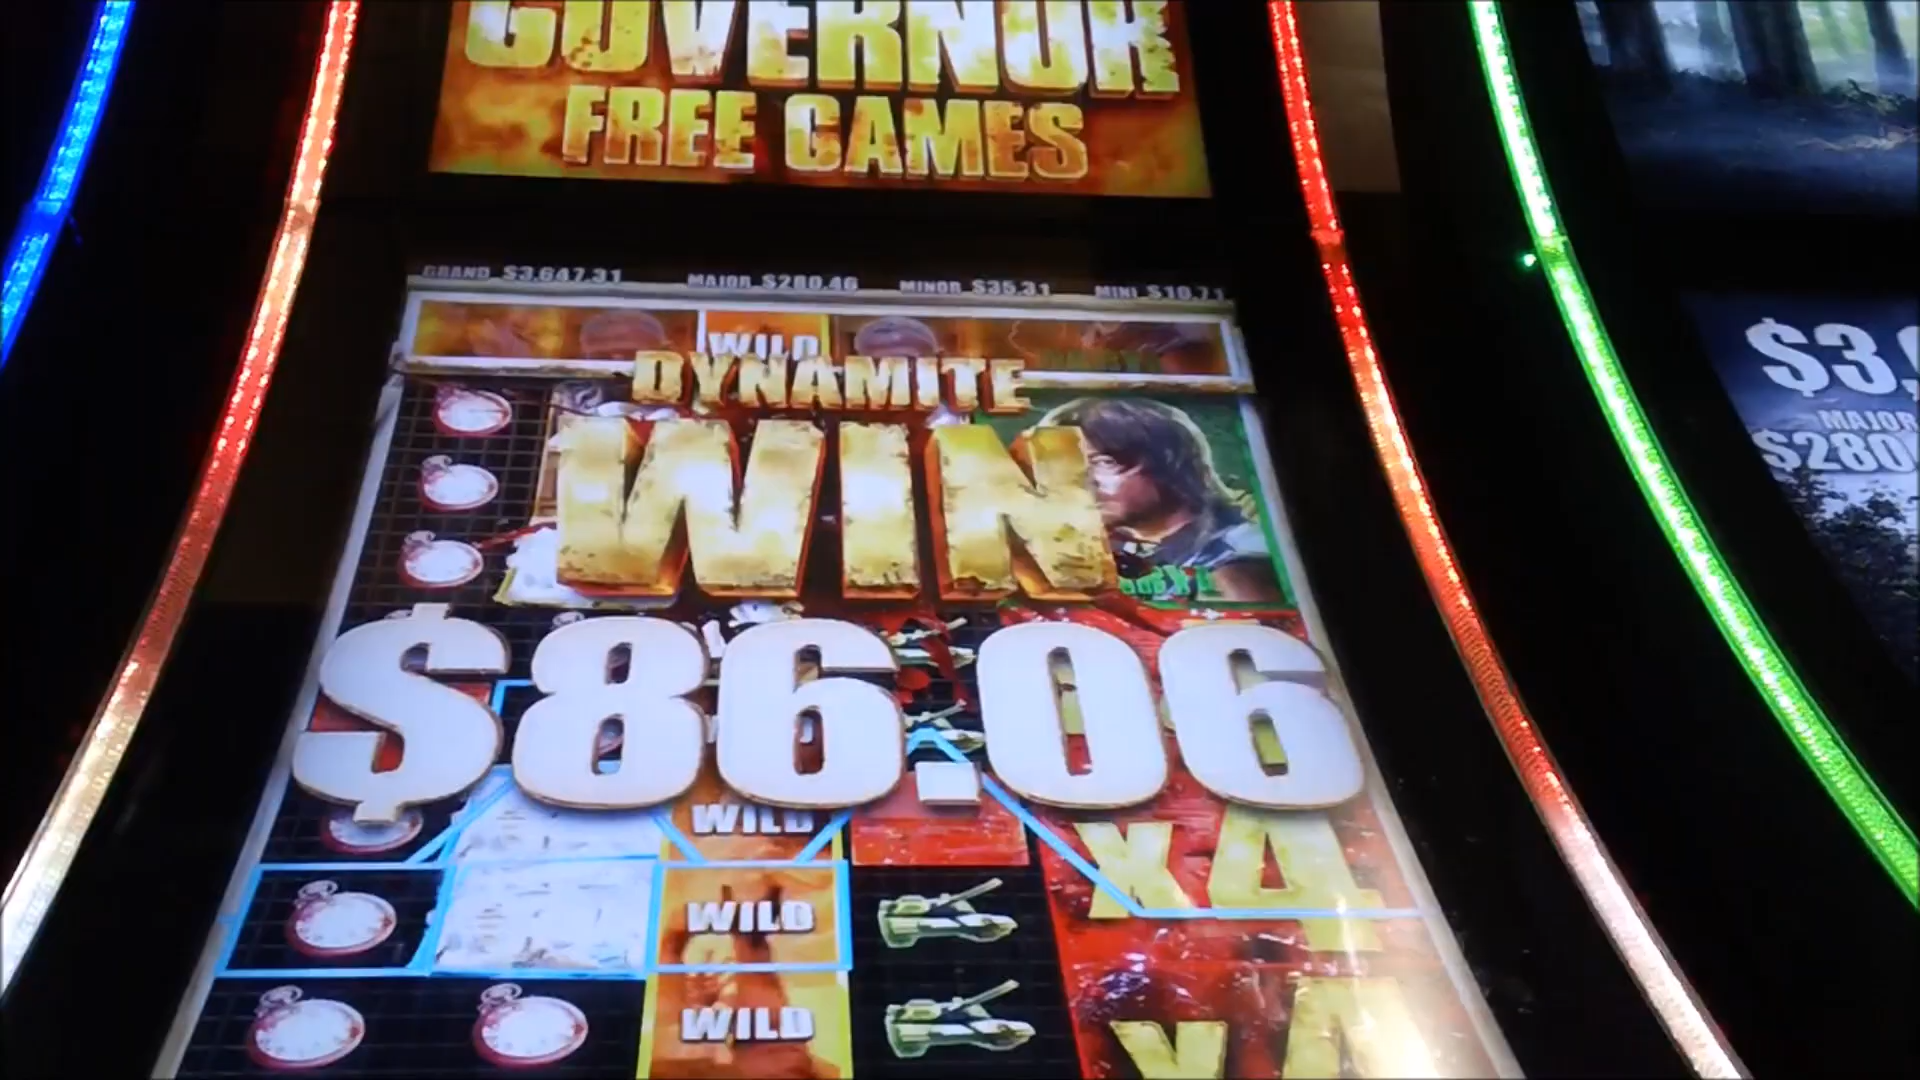 GOVERNOR
FREE GAMES
GRAND $3,647.31 MAJOR $280.46 MINOR $35.31 MINI $10.71
WILD
DYNAMITE
WIN
$86.06
WILD
X4
WILD
WILD
X4
$3,
MAJOR
$280